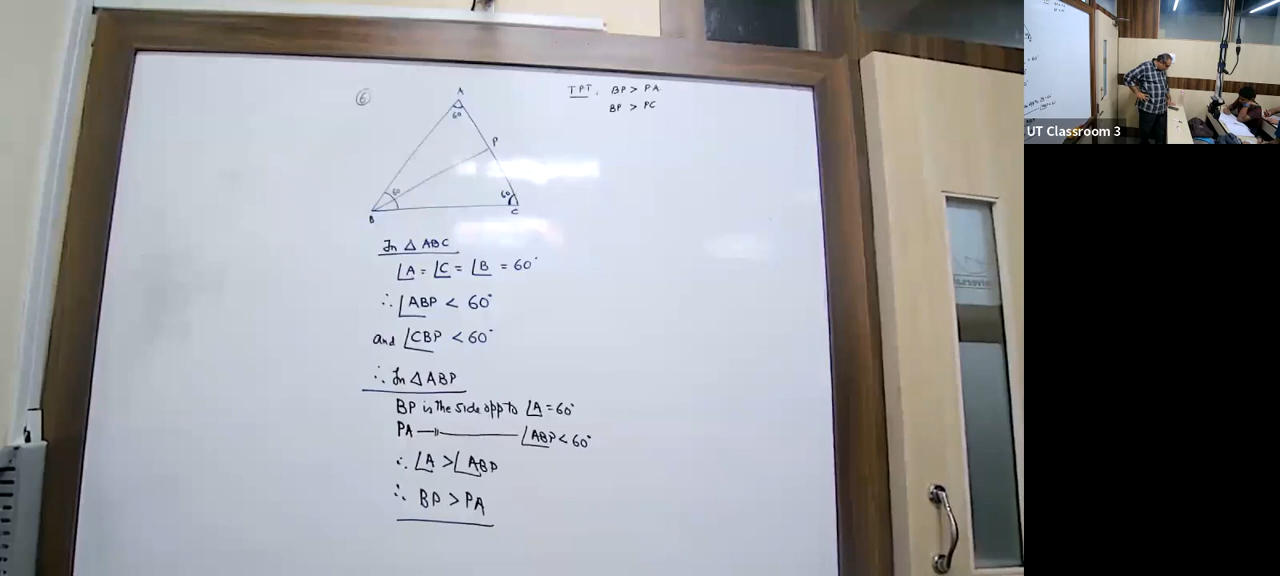 6
TPT. BP > PA
BP > PC
A
60
P
60
60
B
C
In △ ABC
∠A = ∠C = ∠B = 60°
∴ ∠ABP < 60°
and ∠CBP < 60°
∴ In △ ABP
BP is the side opp to ∠A = 60°
PA —〃— ∠ABP < 60°
∴ ∠A > ∠ABP
∴ BP > PA
UT Classroom 3